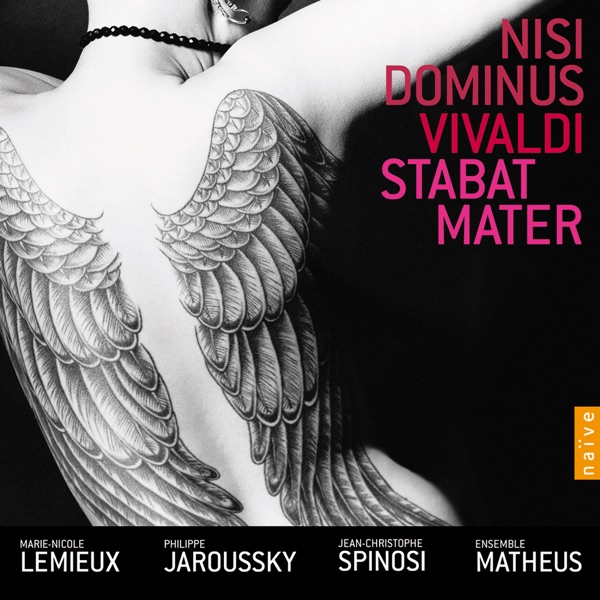 NISI
DOMINUS
VIVALDI
STABAT
MATER
naïve
MARIE-NICOLE
LEMIEUX
PHILIPPE
JAROUSSKY
JEAN-CHRISTOPHE
SPINOSI
ENSEMBLE
MATHEUS